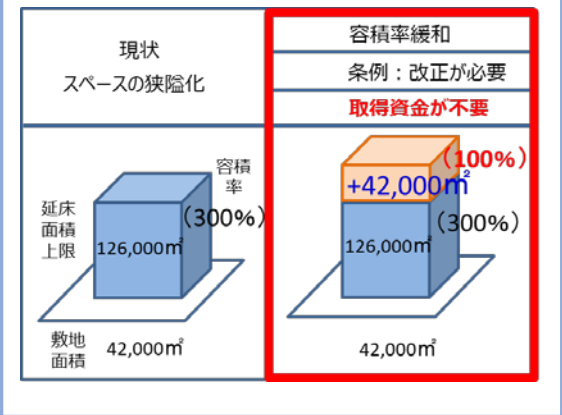 現状
スペースの狭隘化
容積率緩和
条例：改正が必要
取得資金が不要
容積
率
(300%)
延床
面積
上限
126,000㎡
敷地
面積
42,000㎡
(100%)
+42,000㎡
(300%)
126,000㎡
42,000㎡